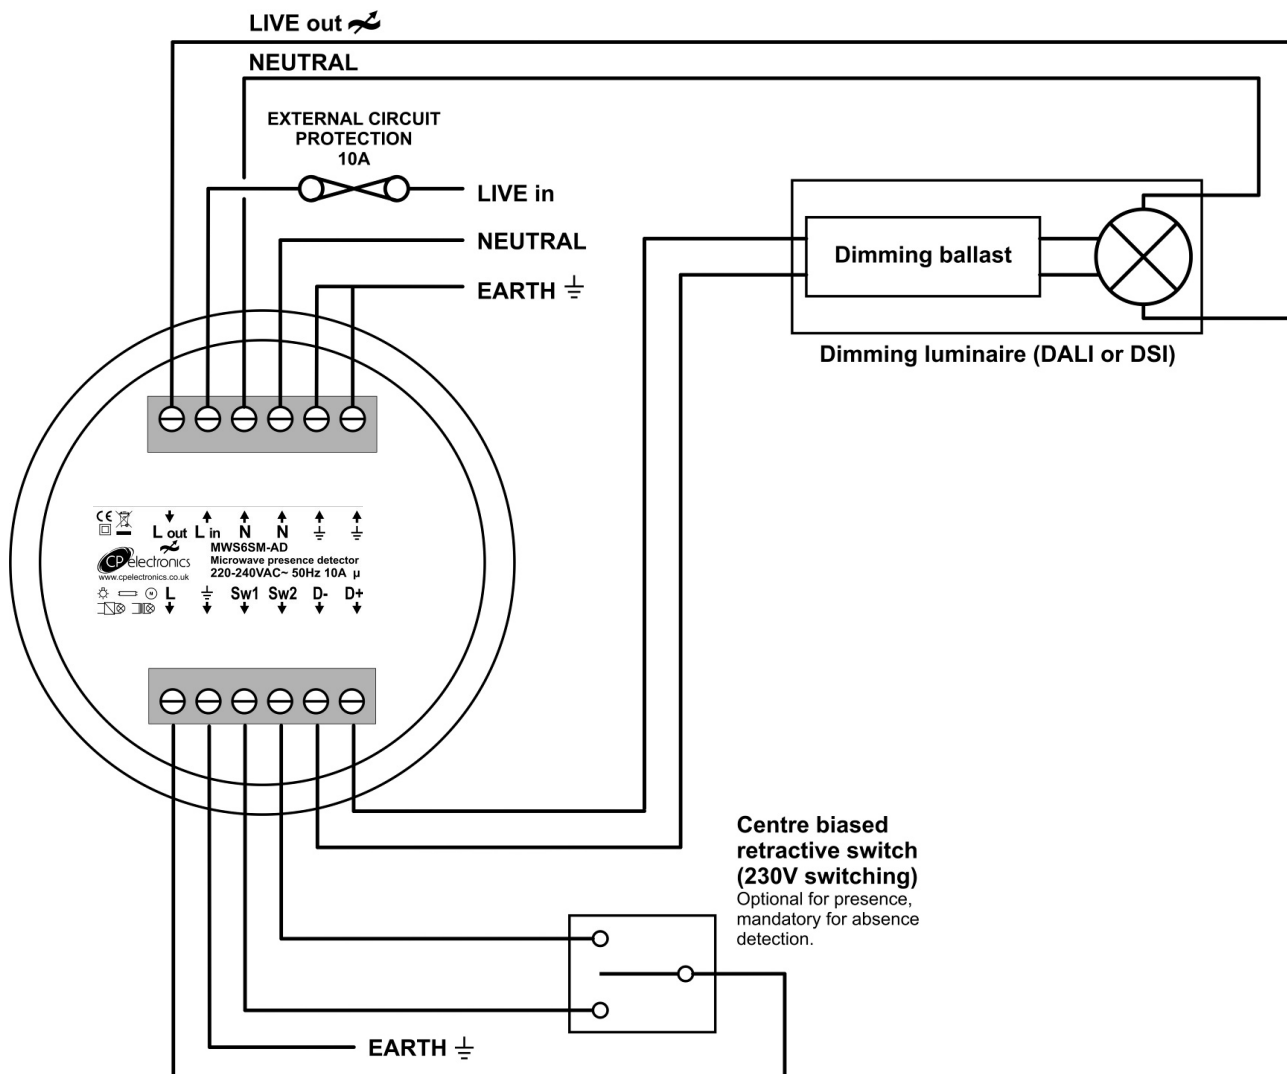 LIVE out
NEUTRAL
EXTERNAL CIRCUIT
PROTECTION
10A
LIVE in
NEUTRAL
EARTH
Dimming ballast
Dimming luminaire (DALI or DSI)
L out L in N N
MWS6SM-AD
CP electronics
Microwave presence detector
www.cpelectronics.co.uk
220-240VAC~ 50Hz 10A µ
M
L Sw1 Sw2 D- D+
Centre biased
retractive switch
(230V switching)
Optional for presence,
mandatory for absence
detection.
EARTH